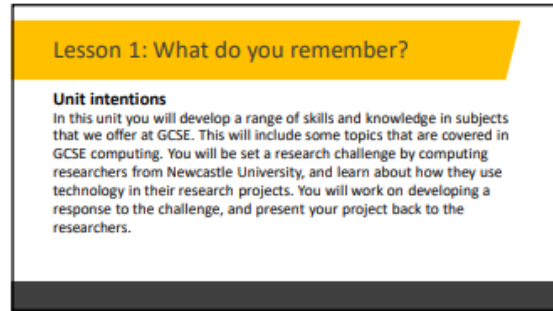 Lesson 1: What do you remember?
Unit intentions
In this unit you will develop a range of skills and knowledge in subjects
that we offer at GCSE. This will include some topics that are covered in
GCSE computing. You will be set a research challenge by computing
researchers from Newcastle University, and learn about how they use
technology in their research projects. You will work on developing a
response to the challenge, and present your project back to the
researchers.